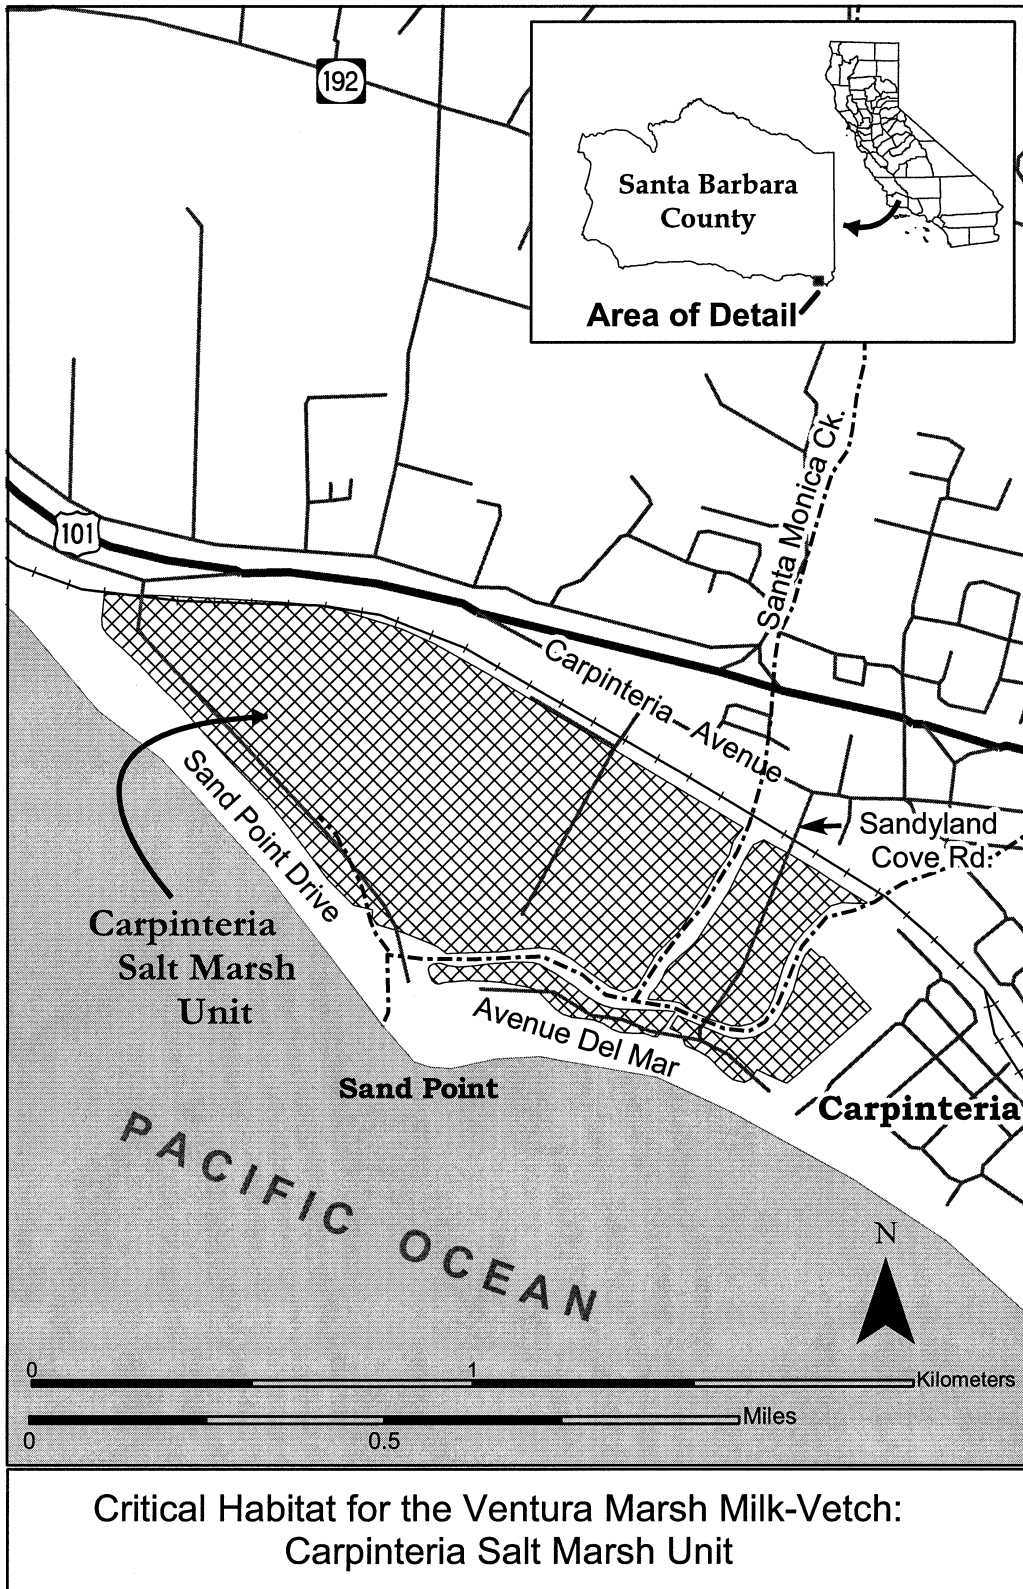 192
Santa Barbara
County
Area of Detail
Santa Monica Ck.
101
Carpinteria Avenue
Sand Point Drive
Sandyland
Cove Rd.
Carpinteria
Salt Marsh
Unit
Avenue Del Mar
Sand Point
Carpinteria
PACIFIC OCEAN
N
0 1
Kilometers
Miles
0 0.5
Critical Habitat for the Ventura Marsh Milk-Vetch:
Carpinteria Salt Marsh Unit